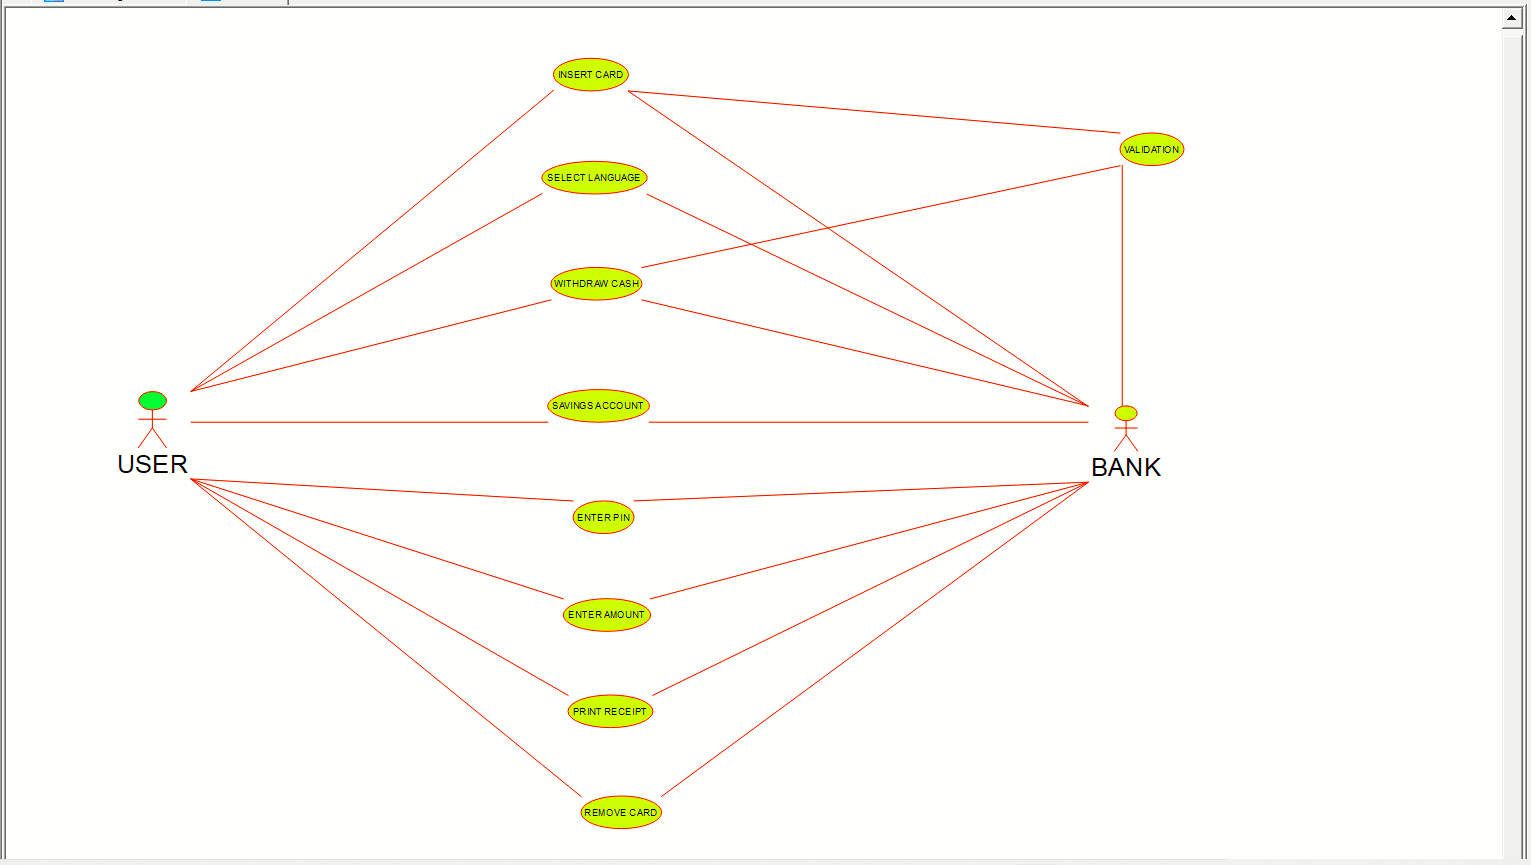 INSERT CARD
VALIDATION
SELECT LANGUAGE
WITHDRAW CASH
SAVINGS ACCOUNT
USER
BANK
ENTER PIN
ENTER AMOUNT
PRINT RECEIPT
REMOVE CARD